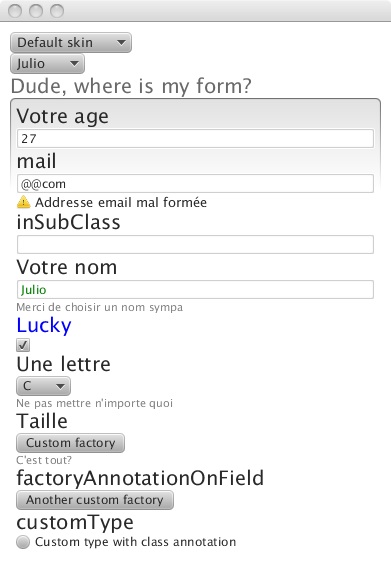 Default skin
Julio
Dude, where is my form?
Votre age
27
mail
@@com
Addresse email mal formée
inSubClass
Votre nom
Julio
Merci de choisir un nom sympa
Lucky
Une lettre
C
Ne pas mettre n'importe quoi
Taille
Custom factory
C'est tout?
factoryAnnotationOnField
Another custom factory
customType
Custom type with class annotation